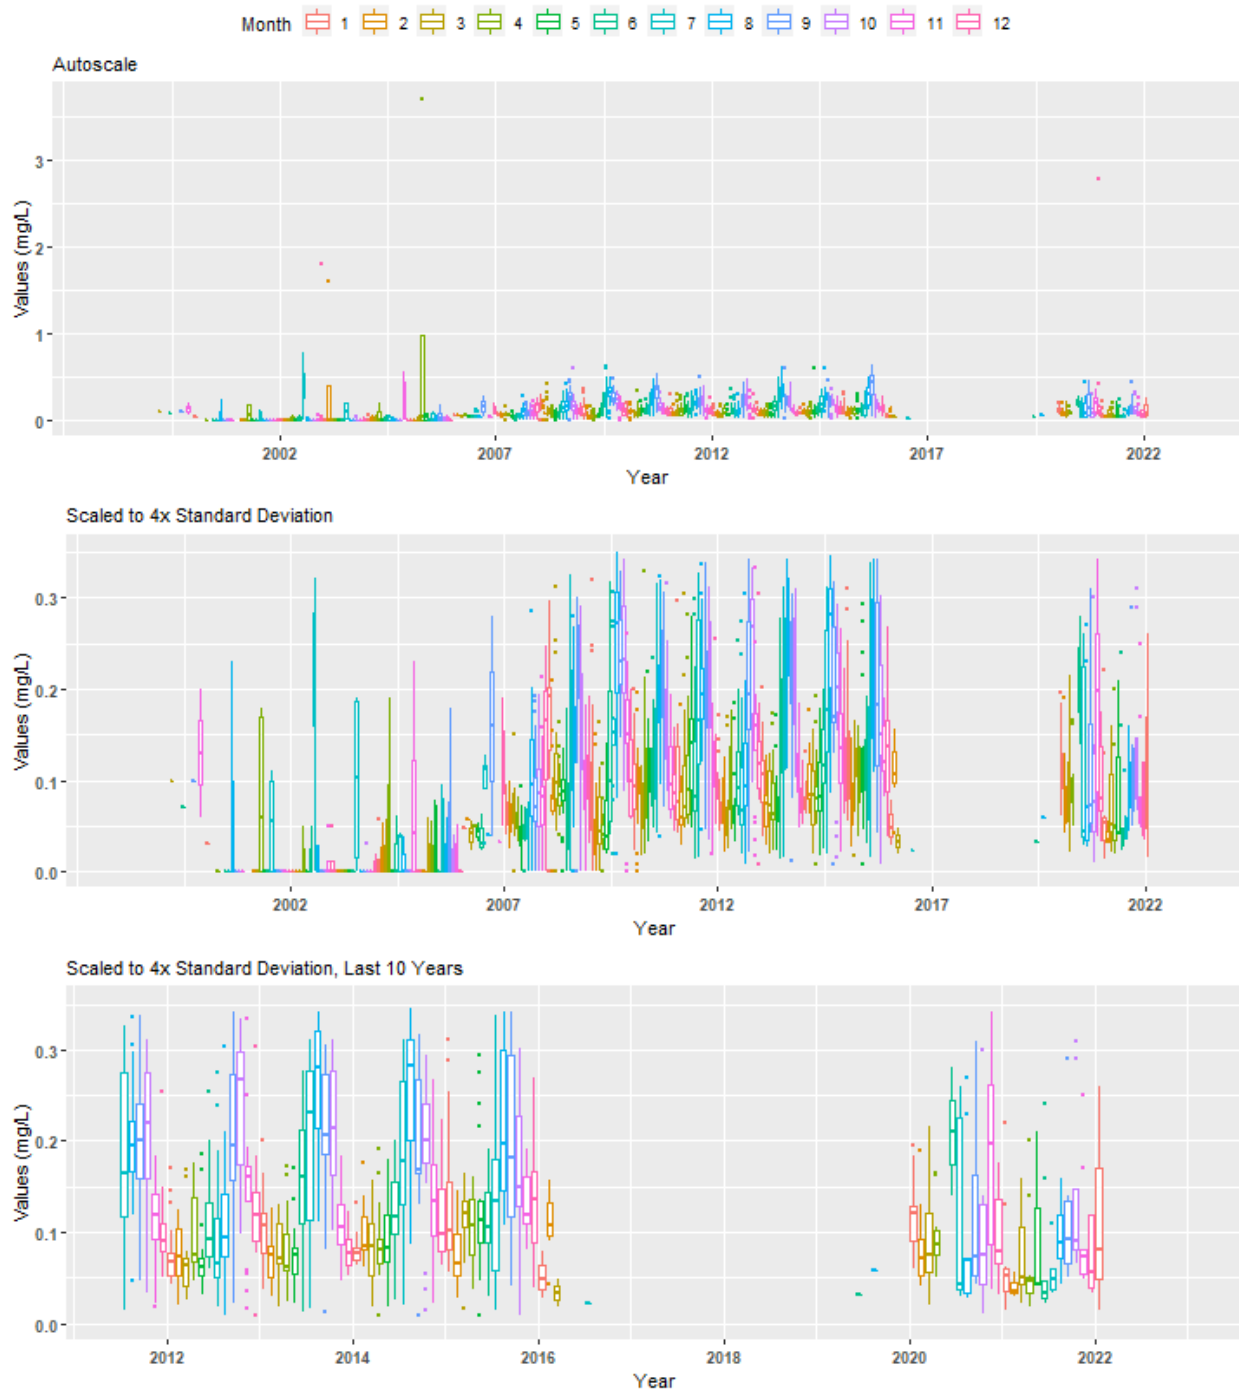 Month 1 2 3 4 5 6 7 8 9 10 11 12
Autoscale
3
2
1
0
Values (mg/L)
2002 2007 2012 2017 2022
Year
Scaled to 4x Standard Deviation
0.3
0.2
0.1
0.0
Values (mg/L)
2002 2007 2012 2017 2022
Year
Scaled to 4x Standard Deviation, Last 10 Years
0.3
0.2
0.1
0.0
Values (mg/L)
2012 2014 2016 2018 2020 2022
Year